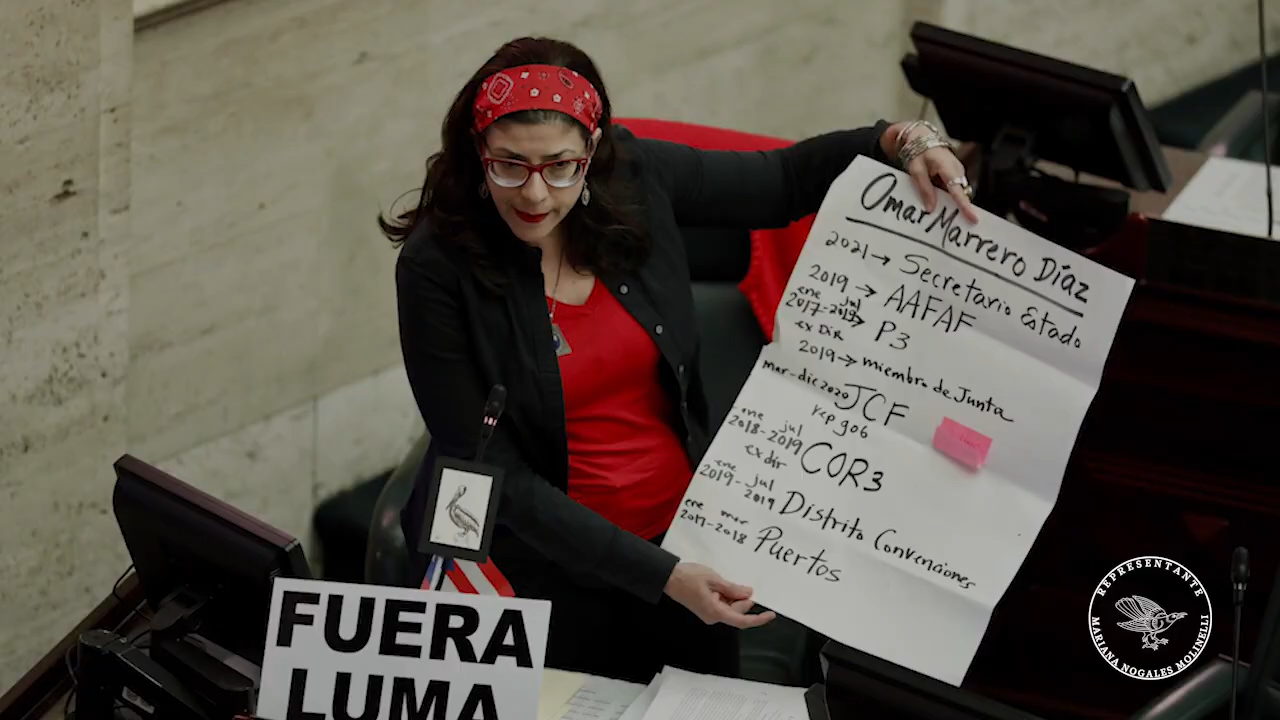 Omar Marrero Díaz
2021→ Secretario Estado
2019→ AAFAF
ene jul
2017-2019→ P3
ex Dir
2019→ miembro de Junta
mar-dic 2020 JCF
rep gob
ene jul
2018-2019 COR3
ex dir
ene jul
2019- 2019 Distrito Convenciones
ene mar
2017-2018 Puertos
FUERA
LUMA
REPRESENTANTE
MARIANA NOGALES MOLINELLI